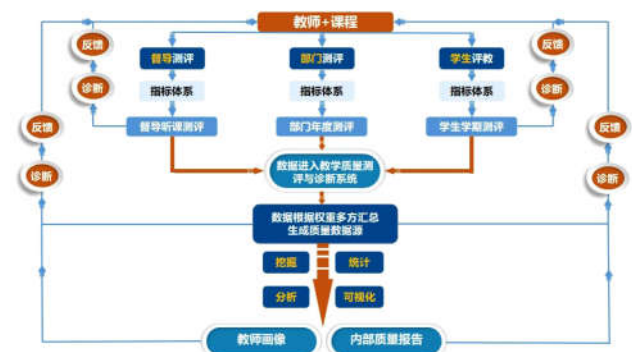 教师+课程
反馈
反馈
督导测评
部门测评
学生评教
诊断
指标体系
指标体系
指标体系
诊断
反馈
督导听课测评
部门年度测评
学生学期测评
反馈
诊断
数据进入教学质量测
评与诊断系统
诊断
数据根据权重多方汇总
生成质量数据源
挖掘
统计
分析
可视化
教师画像
内部质量报告